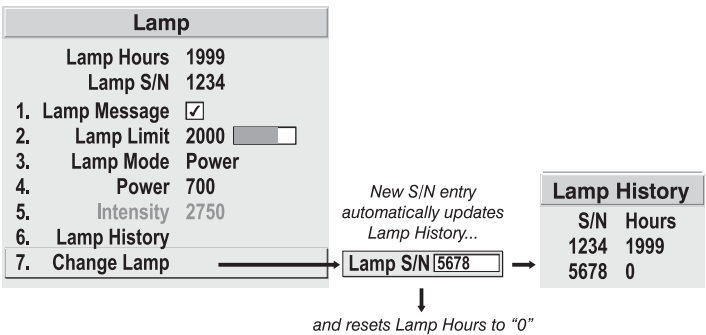 Lamp
Lamp Hours 1999
Lamp S/N 1234
1. Lamp Message ✓
2. Lamp Limit 2000
3. Lamp Mode Power
4. Power 700
5. Intensity 2750
6. Lamp History
7. Change Lamp
New S/N entry
automatically updates
Lamp History...
Lamp S/N 5678
and resets Lamp Hours to “0”
Lamp History
S/N Hours
1234 1999
5678 0